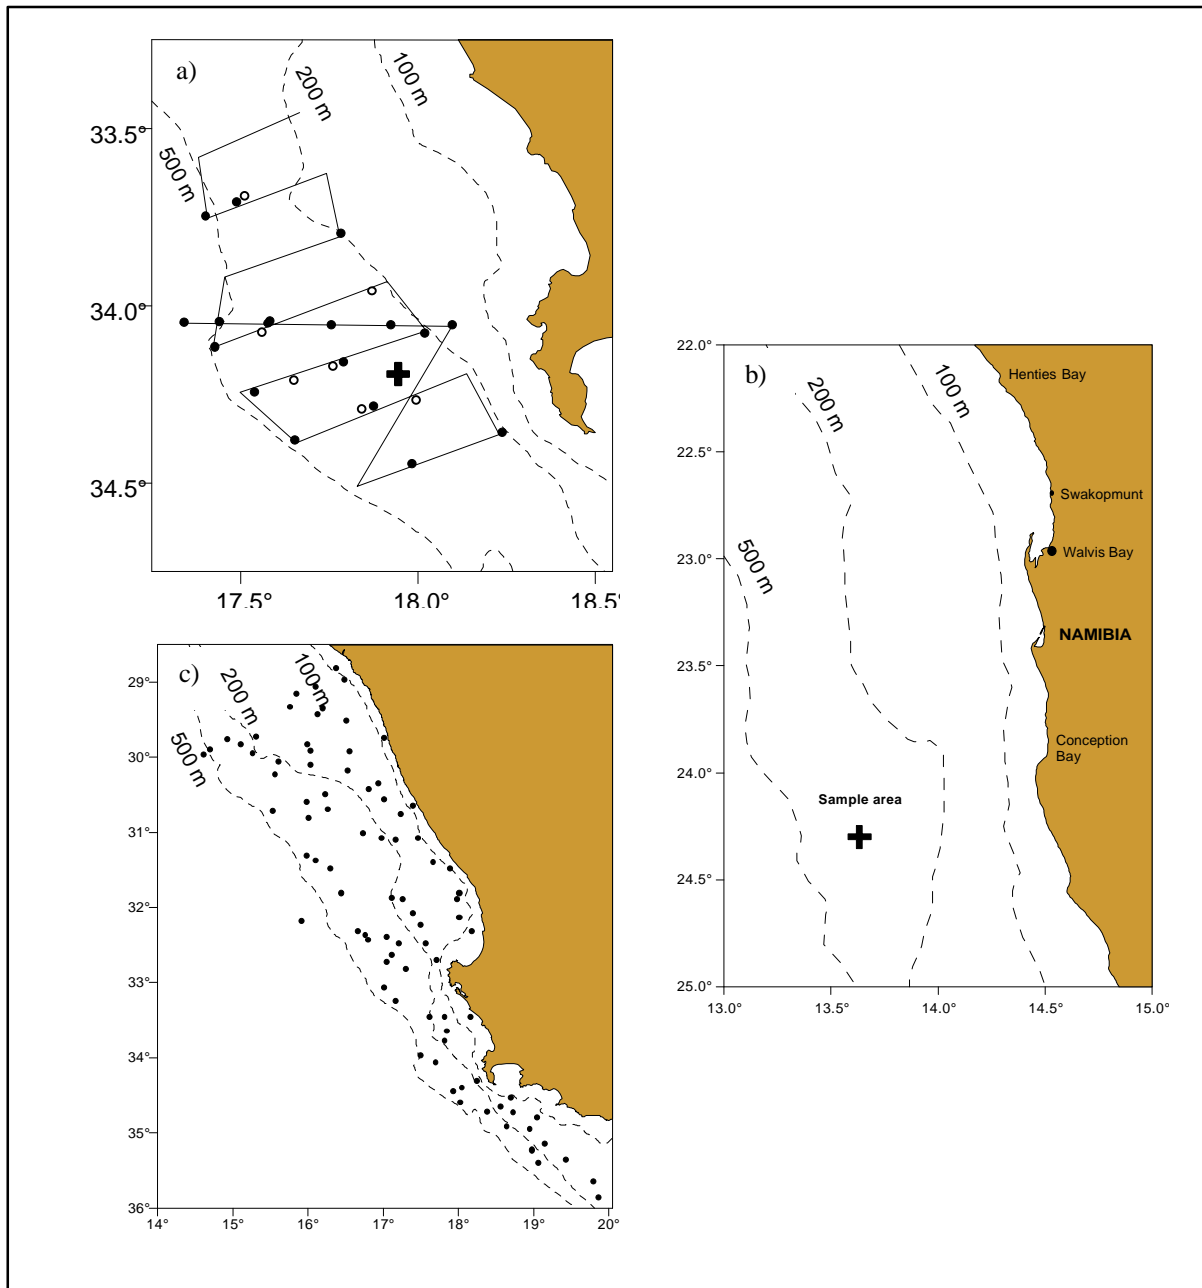 a)
200 m
100 m
500 m
33.5°
34.0°
34.5°
17.5°
18.0°
18.5°
b)
22.0°
22.5°
23.0°
23.5°
24.0°
24.5°
25.0°
13.0°
13.5°
14.0°
14.5°
15.0°
200 m
100 m
500 m
Henties Bay
Swakopmunt
Walvis Bay
NAMIBIA
Conception
Bay
Sample area
c)
100 m
200 m
500 m
29°
30°
31°
32°
33°
34°
35°
36°
14°
15°
16°
17°
18°
19°
20°